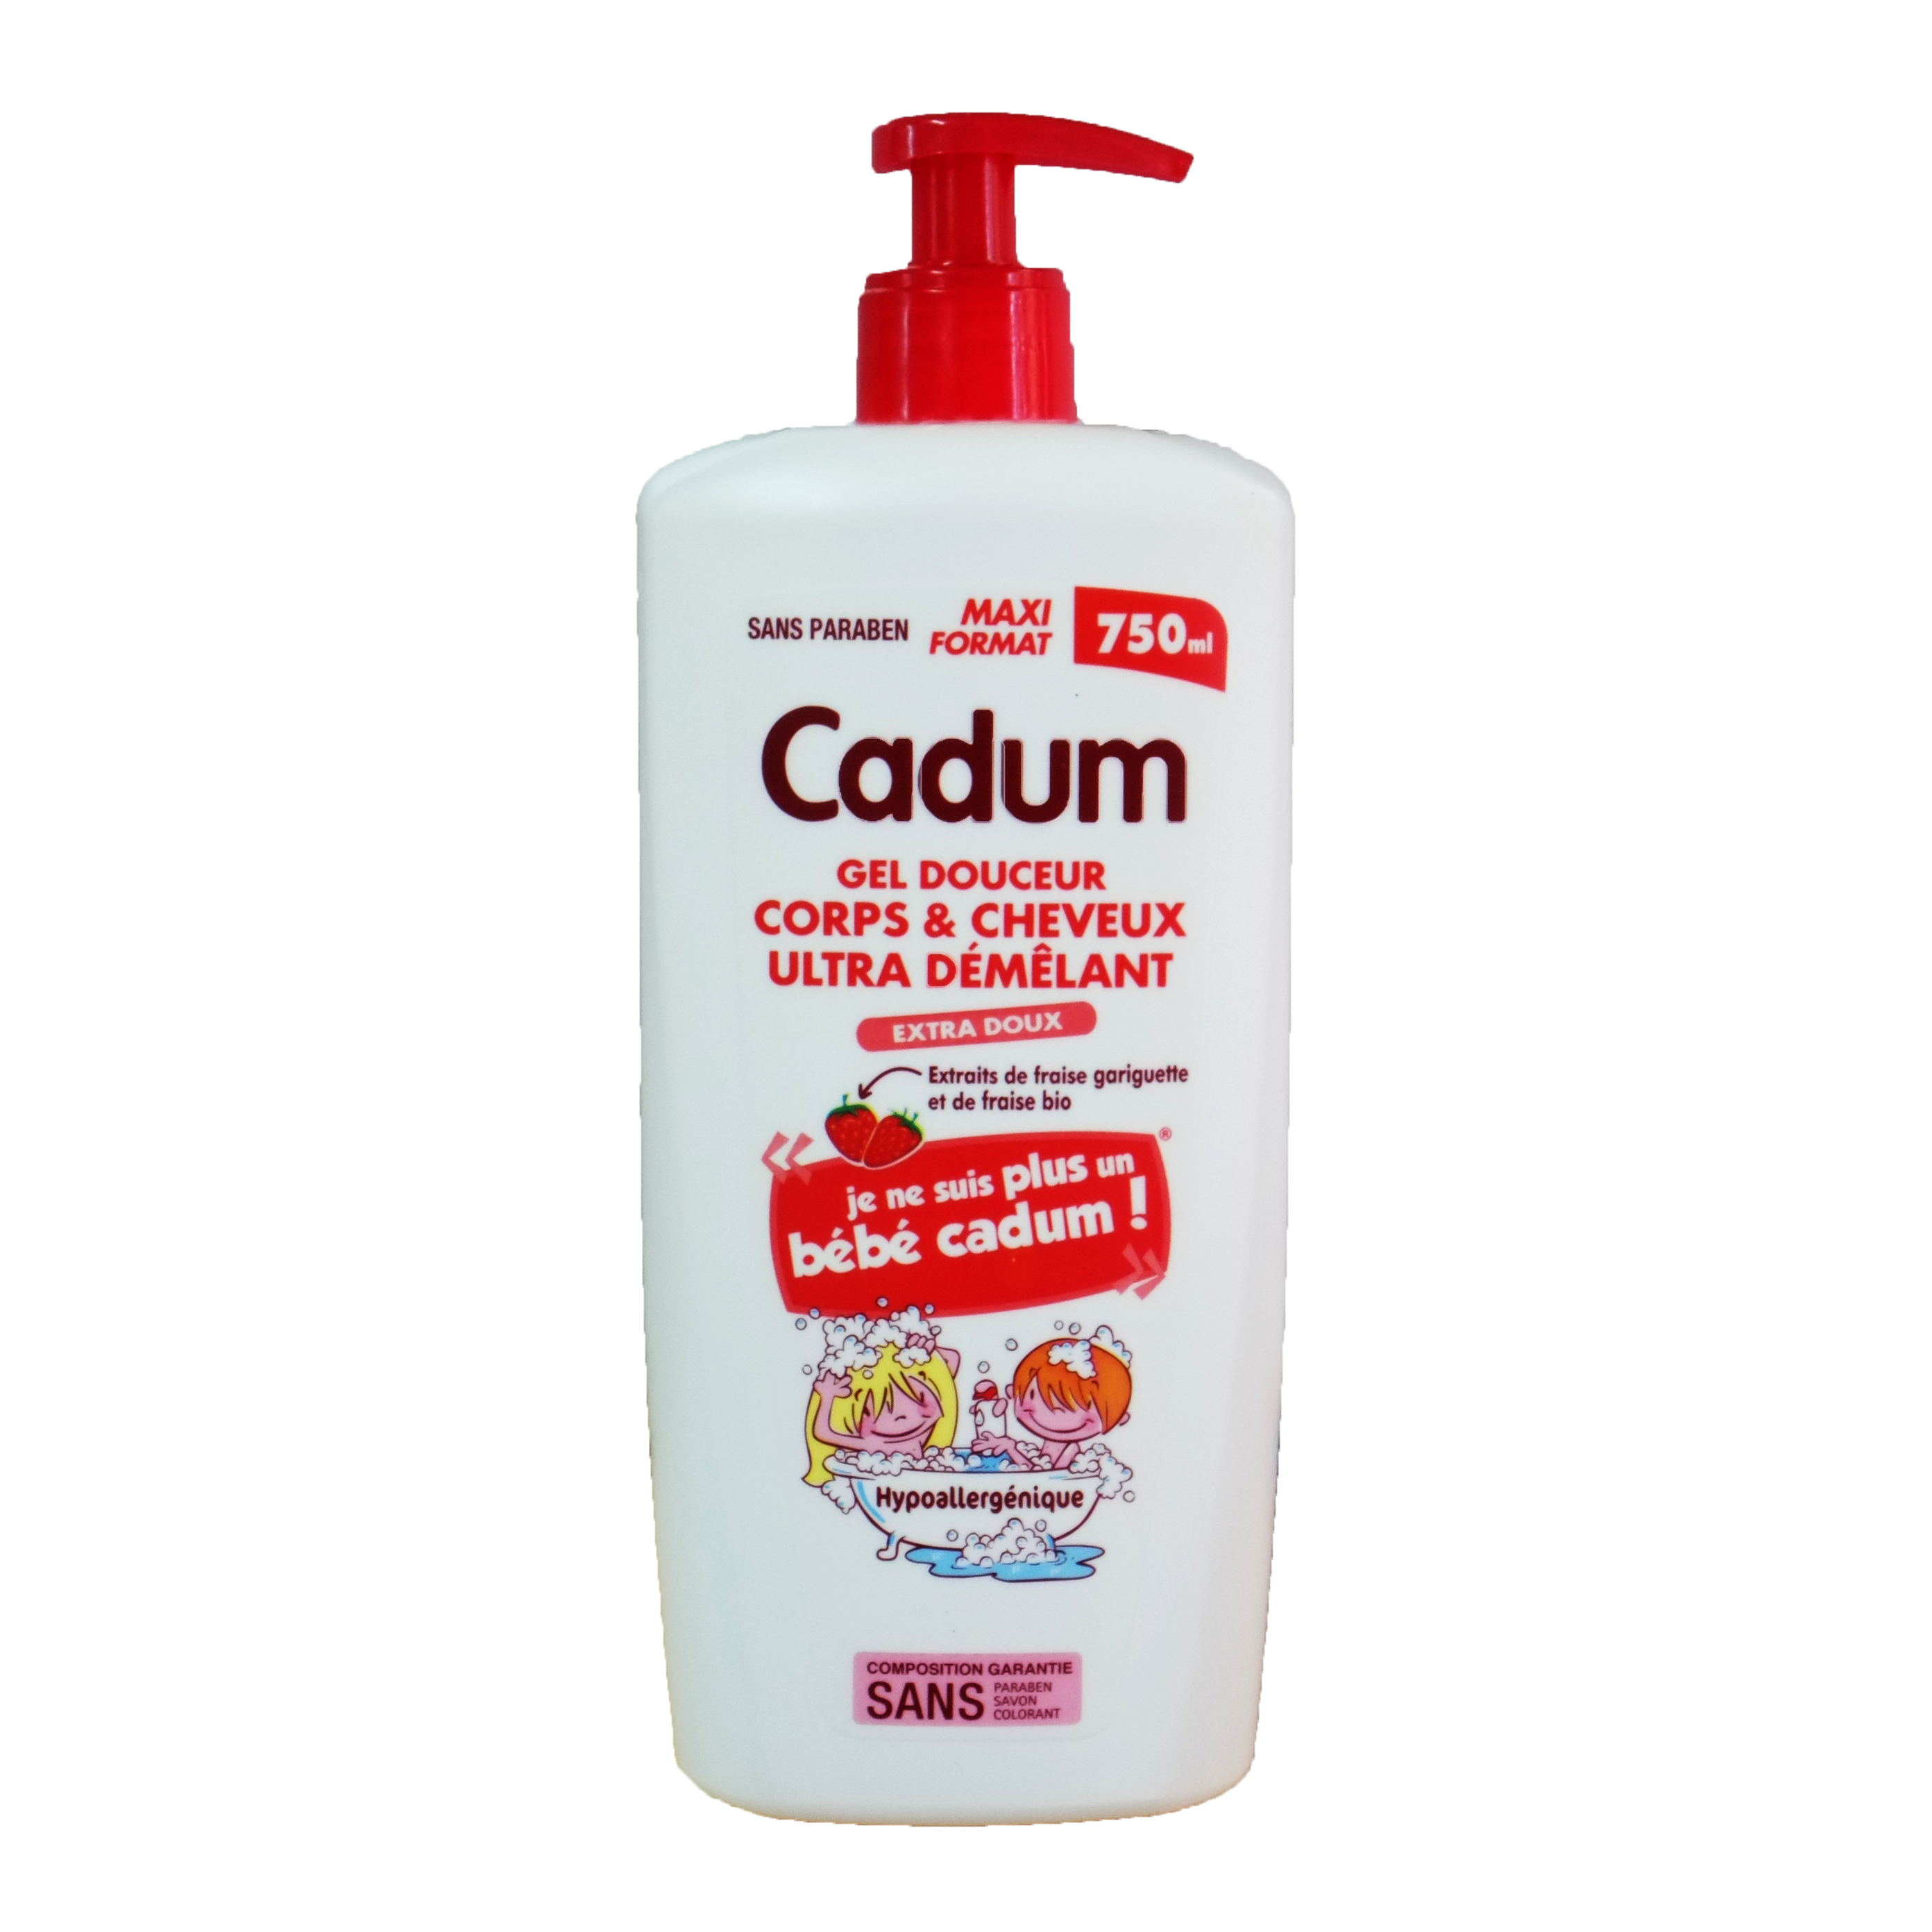 SANS PARABEN
MAXI
FORMAT
750ml
Cadum
GEL DOUCEUR
CORPS & CHEVEUX
ULTRA DÉMÊLANT
EXTRA DOUX
Extraits de fraise gariguette
et de fraise bio
« je ne suis plus un
bébé cadum ! » ®
Hypoallergénique
COMPOSITION GARANTIE
SANS
PARABEN
SAVON
COLORANT